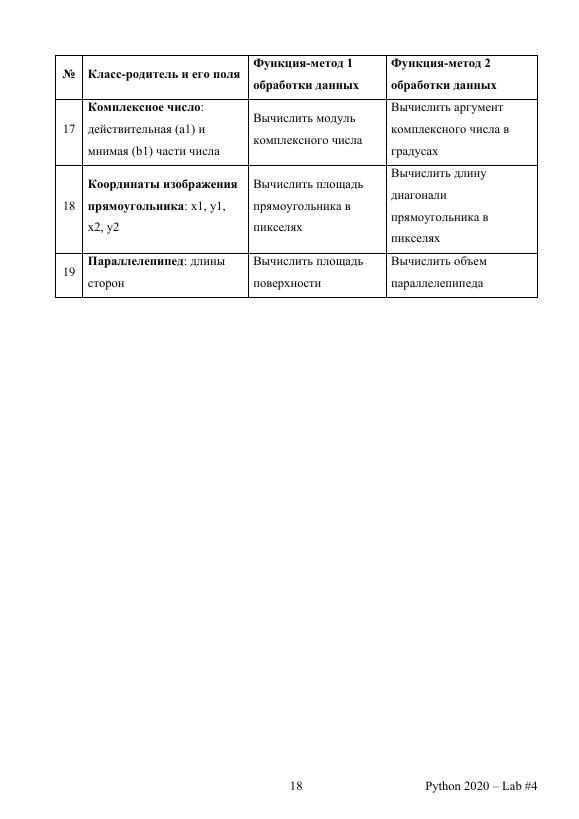 №
Класс-родитель и его поля
Функция-метод 1
обработки данных
Функция-метод 2
обработки данных
17
Комплексное число:
действительная (a1) и
мнимая (b1) части числа
Вычислить модуль
комплексного числа
Вычислить аргумент
комплексного числа в
градусах
18
Координаты изображения
прямоугольника: x1, y1,
x2, y2
Вычислить площадь
прямоугольника в
пикселях
Вычислить длину
диагонали
прямоугольника в
пикселях
19
Параллелепипед: длины
сторон
Вычислить площадь
поверхности
Вычислить объем
параллелепипеда
18
Python 2020 – Lab #4